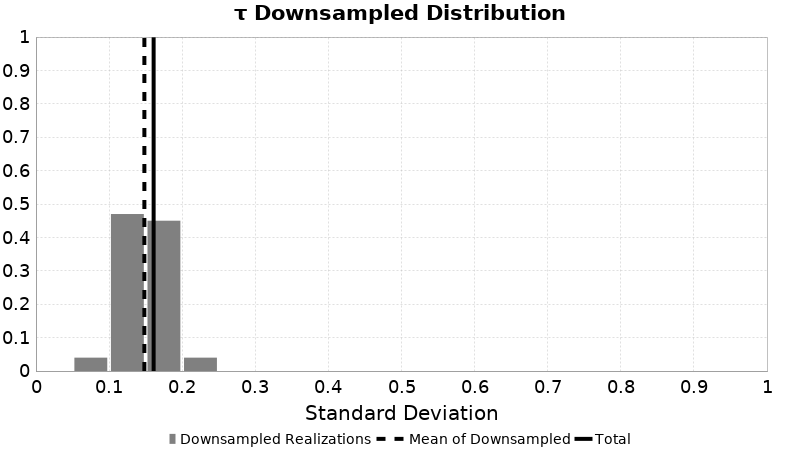 τ Downsampled Distribution
1
0.9
0.8
0.7
0.6
0.5
0.4
0.3
0.2
0.1
0
0 0.1 0.2 0.3 0.4 0.5 0.6 0.7 0.8 0.9 1
Standard Deviation
Downsampled Realizations Mean of Downsampled Total